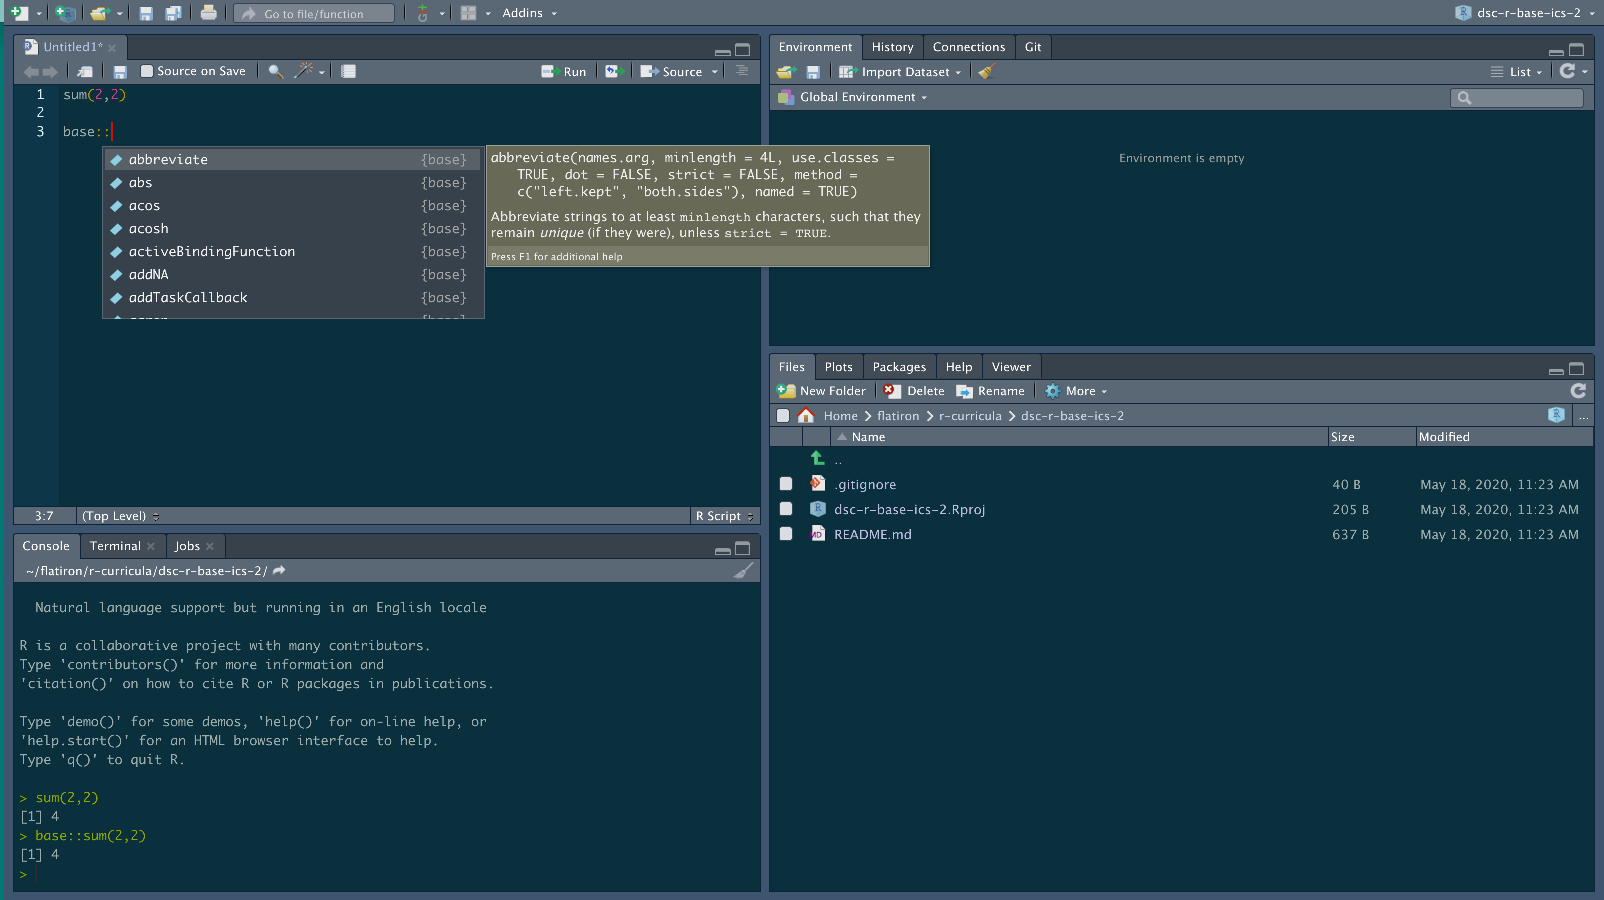 Go to file/function
Addins
dsc-r-base-ics-2
Untitled1*
Source on Save
Run
Source
1 sum(2,2)
2
3 base::
abbreviate {base}
abs {base}
acos {base}
acosh {base}
activeBindingFunction {base}
addNA {base}
addTaskCallback {base}
abbreviate(names.arg, minlength = 4L, use.classes =
TRUE, dot = FALSE, strict = FALSE, method =
c("left.kept", "both.sides"), named = TRUE)
Abbreviate strings to at least minlength characters, such that they
remain unique (if they were), unless strict = TRUE.
Press F1 for additional help
3:7 (Top Level) R Script
Console Terminal Jobs
~/flatiron/r-curricula/dsc-r-base-ics-2/
Natural language support but running in an English locale
R is a collaborative project with many contributors.
Type 'contributors()' for more information and
'citation()' on how to cite R or R packages in publications.
Type 'demo()' for some demos, 'help()' for on-line help, or
'help.start()' for an HTML browser interface to help.
Type 'q()' to quit R.
> sum(2,2)
[1] 4
> base::sum(2,2)
[1] 4
>
Environment History Connections Git
Import Dataset List
Global Environment
Environment is empty
Files Plots Packages Help Viewer
New Folder Delete Rename More
Home flatiron r-curricula dsc-r-base-ics-2 ...
Name Size Modified
..
.gitignore 40 B May 18, 2020, 11:23 AM
dsc-r-base-ics-2.Rproj 205 B May 18, 2020, 11:23 AM
README.md 637 B May 18, 2020, 11:23 AM